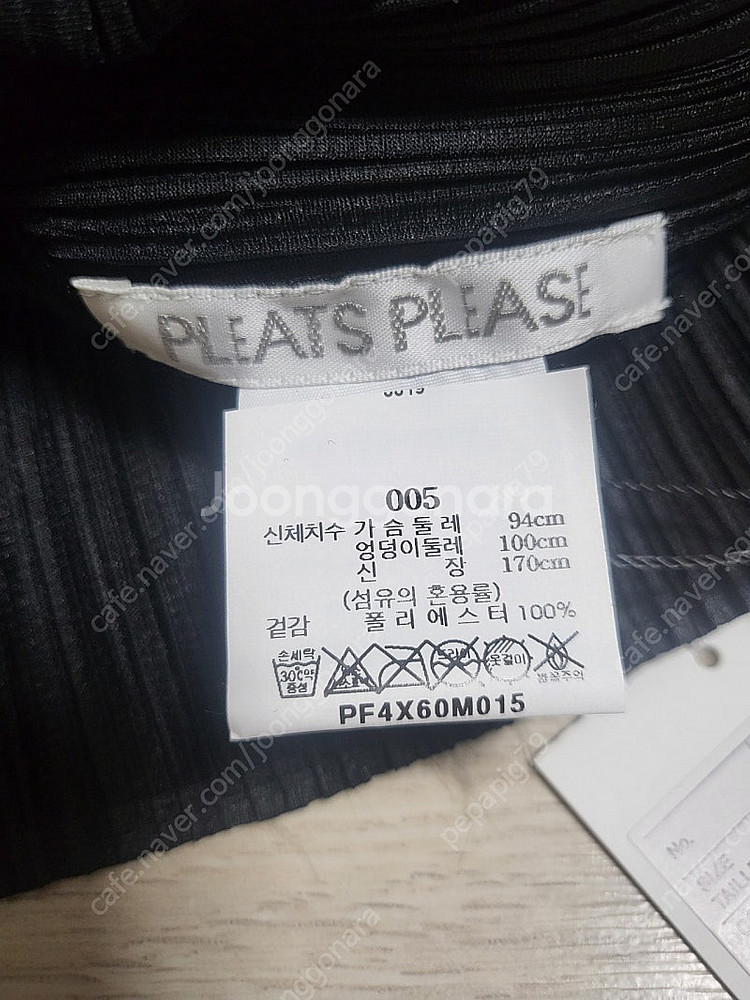 PLEATS PLEASE
005
신체치수 가슴둘레 94cm
엉덩이둘레 100cm
신 장 170cm
(섬유의 혼용률)
겉감 폴리에스터 100%
손세탁
30℃약
중성
드라이
옷걸이
PF4X60M015
No.
SIZE
Joonggonara
cafe.naver.com/joonggonara
pepapig79